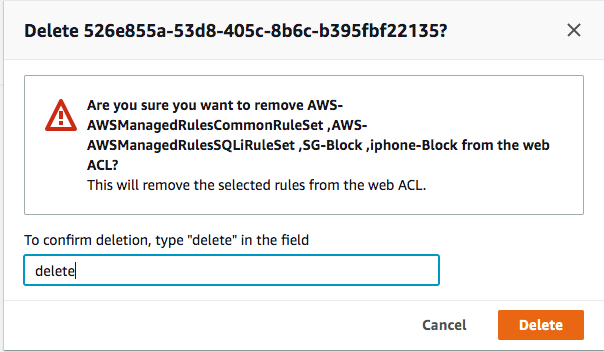 Delete 526e855a-53d8-405c-8b6c-b395fbf22135?
Are you sure you want to remove AWS-
AWSManagedRulesCommonRuleSet ,AWS-
AWSManagedRulesSQLiRuleSet ,SG-Block ,iphone-Block from the web
ACL?
This will remove the selected rules from the web ACL.
To confirm deletion, type "delete" in the field
delete
Cancel
Delete